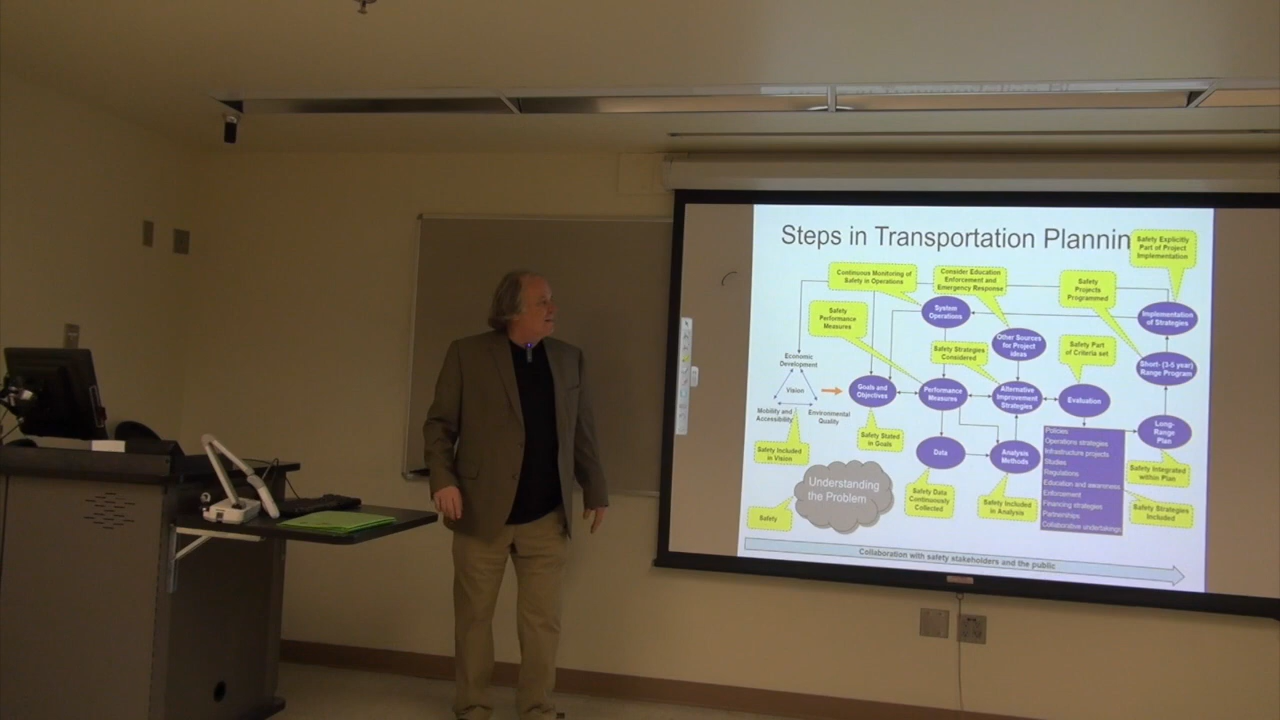 Steps in Transportation Plannin
Safety Explicitly
Part of Project
Implementation
Continuous Monitoring of
Safety in Operations
Consider Education
Enforcement and
Emergency Response
Safety
Projects
Programmed
Safety
Performance
Measures
System
Operations
Implementation
of Strategies
Other Sources
for Project
ideas
Safety Part
of Criteria set
Safety Strategies
Considered
Economic
Development
Short- (3-5 year)
Range Program
Vision
Goals and
Objectives
Performance
Measures
Alternative
Improvement
Strategies
Evaluation
Mobility and
Accessibility
Environmental
Quality
Long-
Range
Plan
Safety Included
in Vision
Safety Stated
in Goals
Data
Analysis
Methods
Policies
Operations strategies
Infrastructure projects
Studies
Regulations
Education and awareness
Enforcement
Financing strategies
Partnerships
Collaborative undertakings
Safety Integrated
within Plan
Understanding
the Problem
Safety Data
Continuously
Collected
Safety Included
in Analysis
Safety Strategies
Included
Safety
Collaboration with safety stakeholders and the public